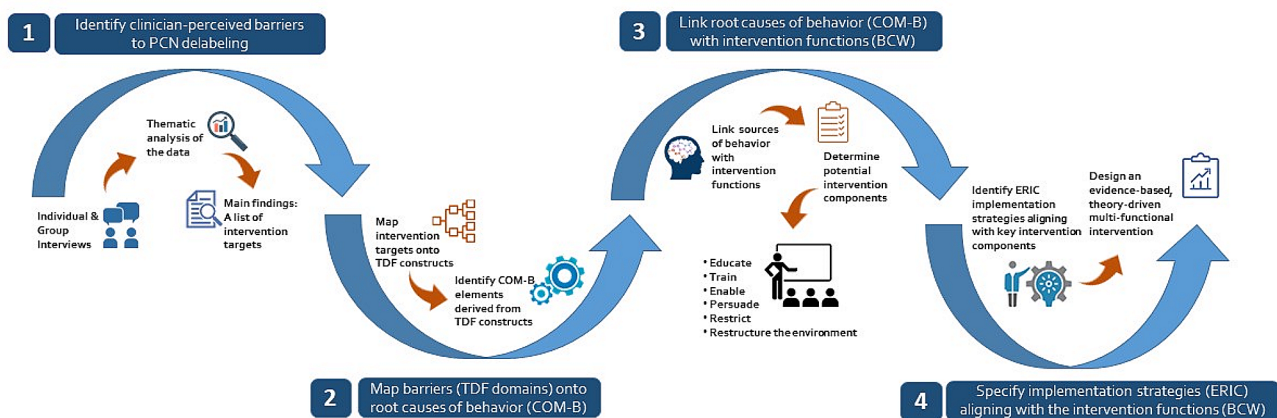 1
Identify clinician-perceived barriers
to PCN delabeling
Individual &
Group
Interviews
Thematic
analysis of
the data
Main findings:
A list of
intervention
targets
2
Map barriers (TDF domains) onto
root causes of behavior (COM-B)
Map
intervention
targets onto
TDF constructs
Identify COM-B
elements
derived from
TDF constructs
3
Link root causes of behavior (COM-B)
with intervention functions (BCW)
Link sources
of behavior
with
intervention
functions
Determine
potential
intervention
components
• Educate
• Train
• Enable
• Persuade
• Restrict
• Restructure the environment
4
Specify implementation strategies (ERIC)
aligning with the intervention functions (BCW)
Identify ERIC
implementation
strategies aligning
with key intervention
components
Design an
evidence-based,
theory-driven
multi-functional
intervention